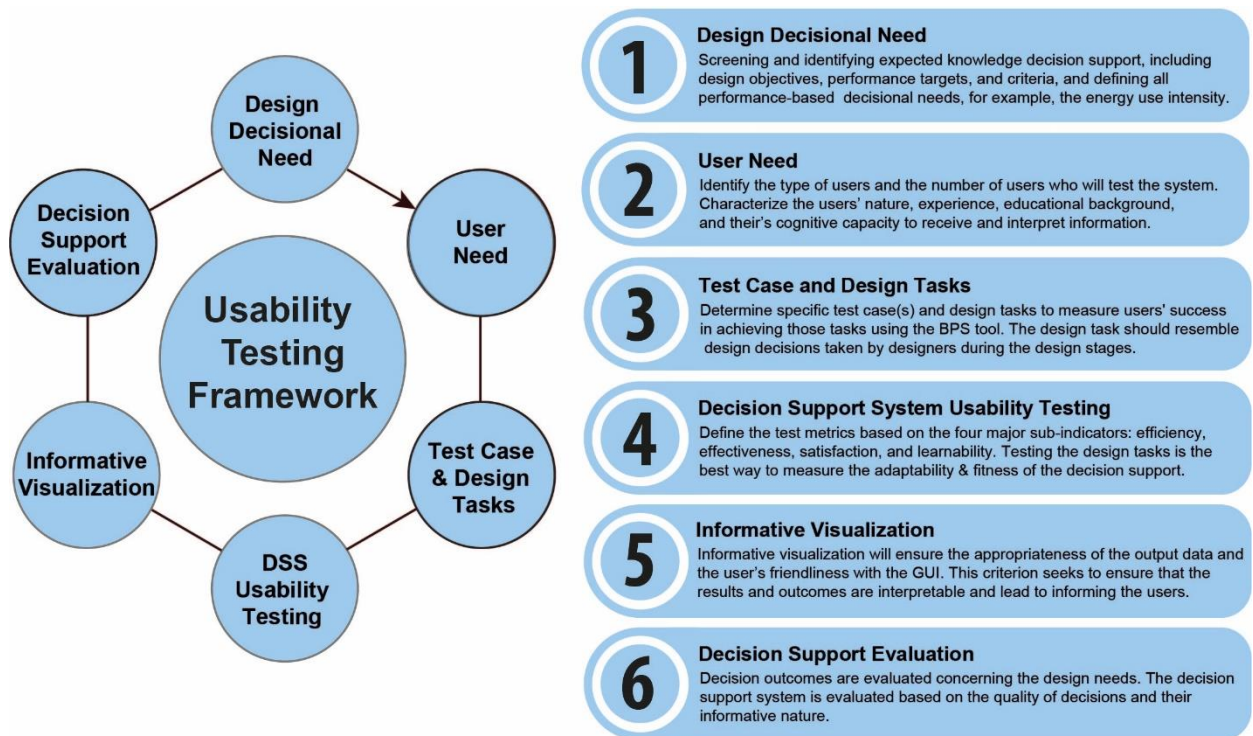 Design
Decisional
Need
User
Need
Test Case
& Design
Tasks
DSS
Usability
Testing
Informative
Visualization
Decision
Support
Evaluation
Usability
Testing
Framework
1
Design Decisional Need
Screening and identifying expected knowledge decision support, including
design objectives, performance targets, and criteria, and defining all
performance-based decisional needs, for example, the energy use intensity.
2
User Need
Identify the type of users and the number of users who will test the system.
Characterize the users' nature, experience, educational background,
and their's cognitive capacity to receive and interpret information.
3
Test Case and Design Tasks
Determine specific test case(s) and design tasks to measure users' success
in achieving those tasks using the BPS tool. The design task should resemble
design decisions taken by designers during the design stages.
4
Decision Support System Usability Testing
Define the test metrics based on the four major sub-indicators: efficiency,
effectiveness, satisfaction, and learnability. Testing the design tasks is the
best way to measure the adaptability & fitness of the decision support.
5
Informative Visualization
Informative visualization will ensure the appropriateness of the output data and
the user's friendliness with the GUI. This criterion seeks to ensure that the
results and outcomes are interpretable and lead to informing the users.
6
Decision Support Evaluation
Decision outcomes are evaluated concerning the design needs. The decision
support system is evaluated based on the quality of decisions and their
informative nature.